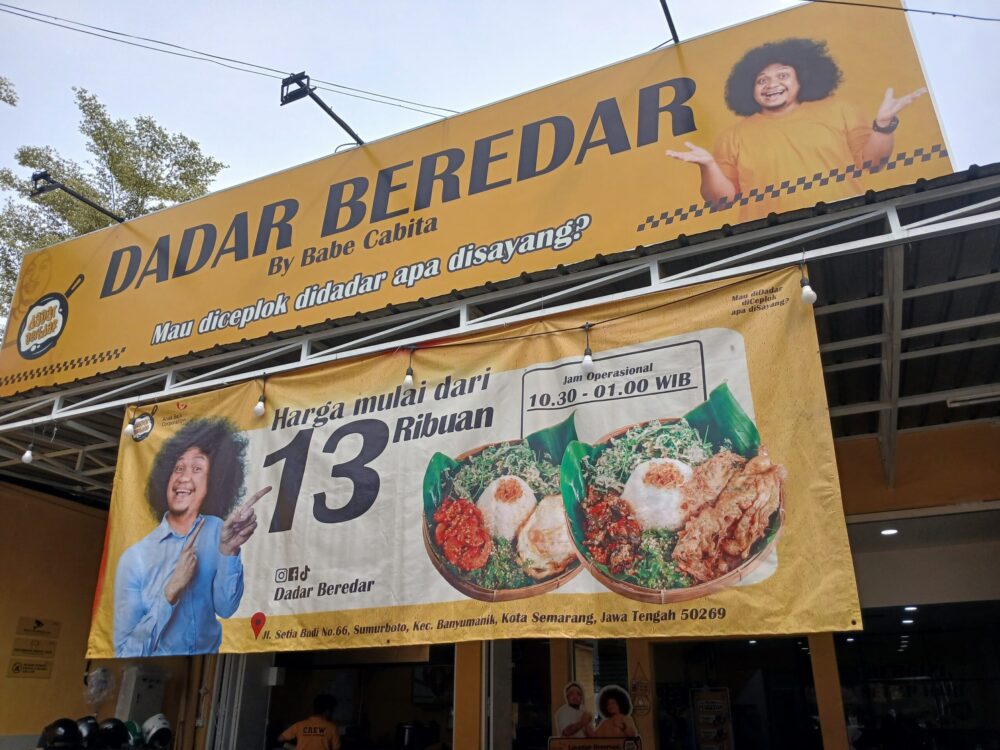 DADAR BEREDAR
By Babe Cabita
Mau diceplok didadar apa disayang?
Mau diDadar
diCeplok
apa diSayang?
Harga mulai dari
13 Ribuan
Jam Operasional
10.30 - 01.00 WIB
Dadar Beredar
Jl. Setia Budi No.66, Sumurboto, Kec. Banyumanik, Kota Semarang, Jawa Tengah 50269
CREW